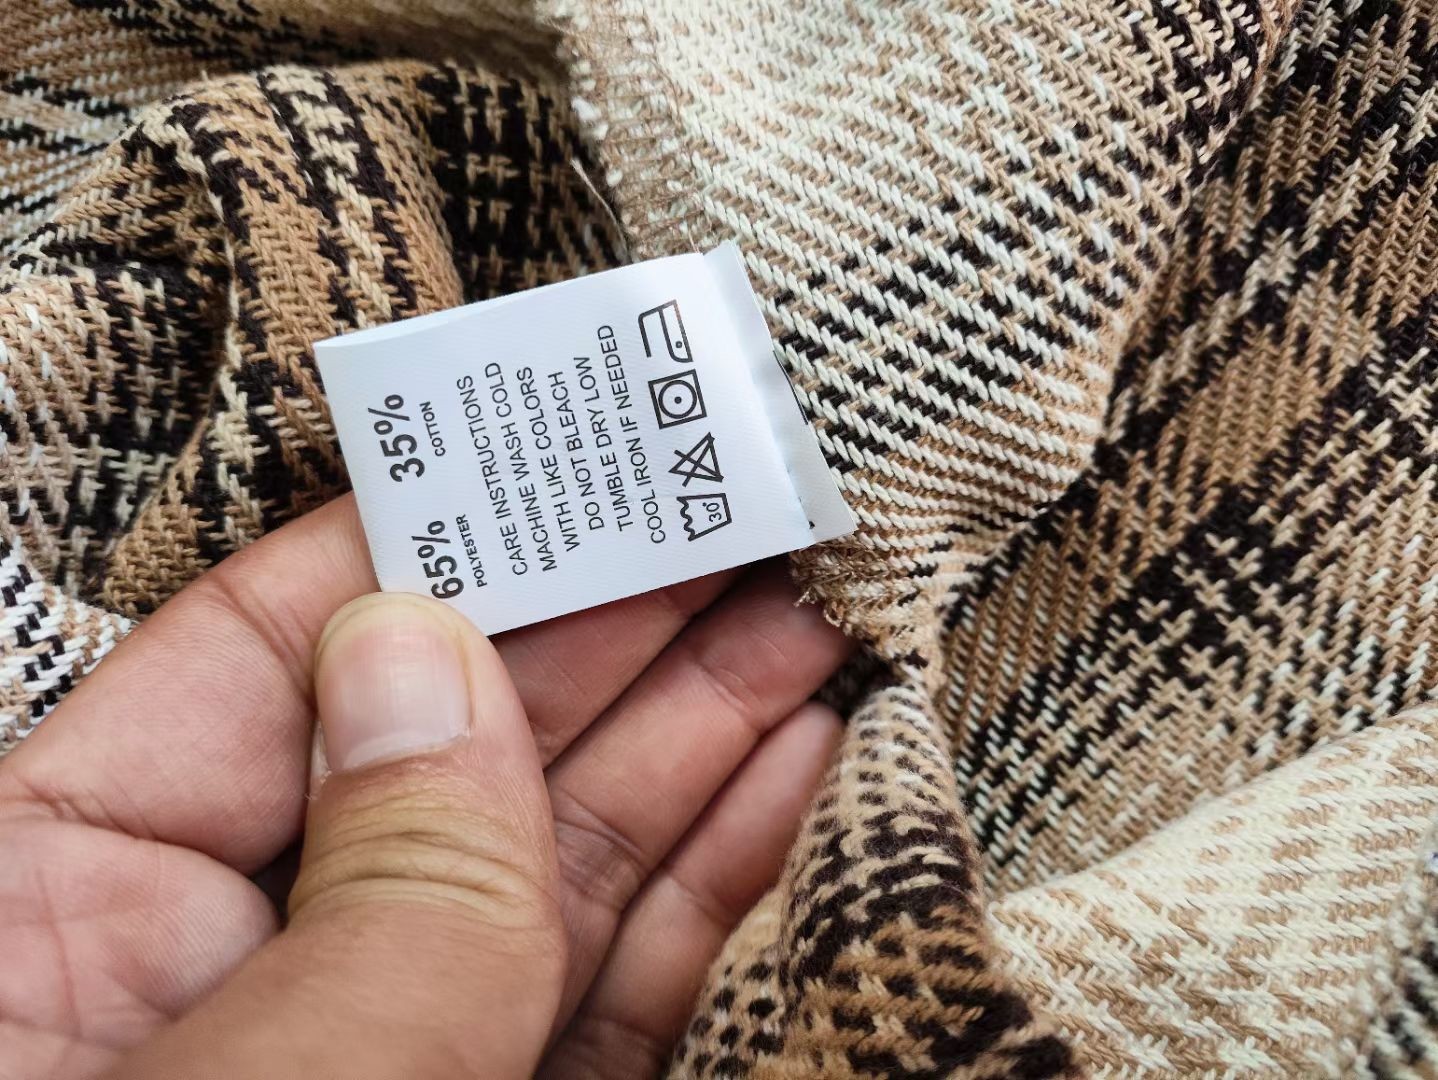 65% 35%
POLYESTER COTTON
CARE INSTRUCTIONS
MACHINE WASH COLD
WITH LIKE COLORS
DO NOT BLEACH
TUMBLE DRY LOW
COOL IRON IF NEEDED
30°